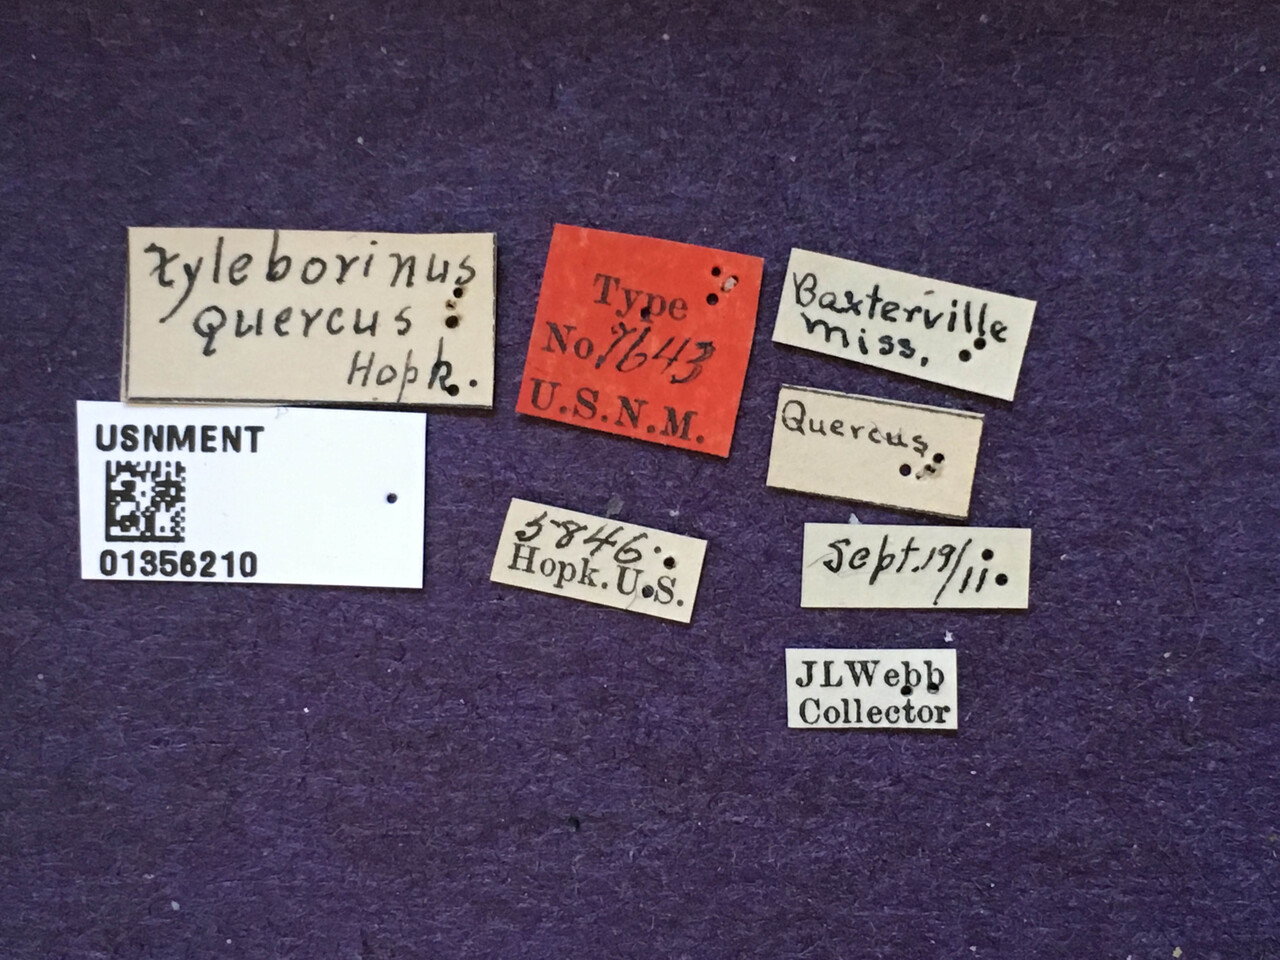 xyleborinus
quercus
Hopk.
USNMENT
01356210
Type
No. 7643
U.S.N.M.
5846
Hopk. U.S.
Baxterville
Miss.
Quercus
Sept. 19/11
JLWebb
Collector